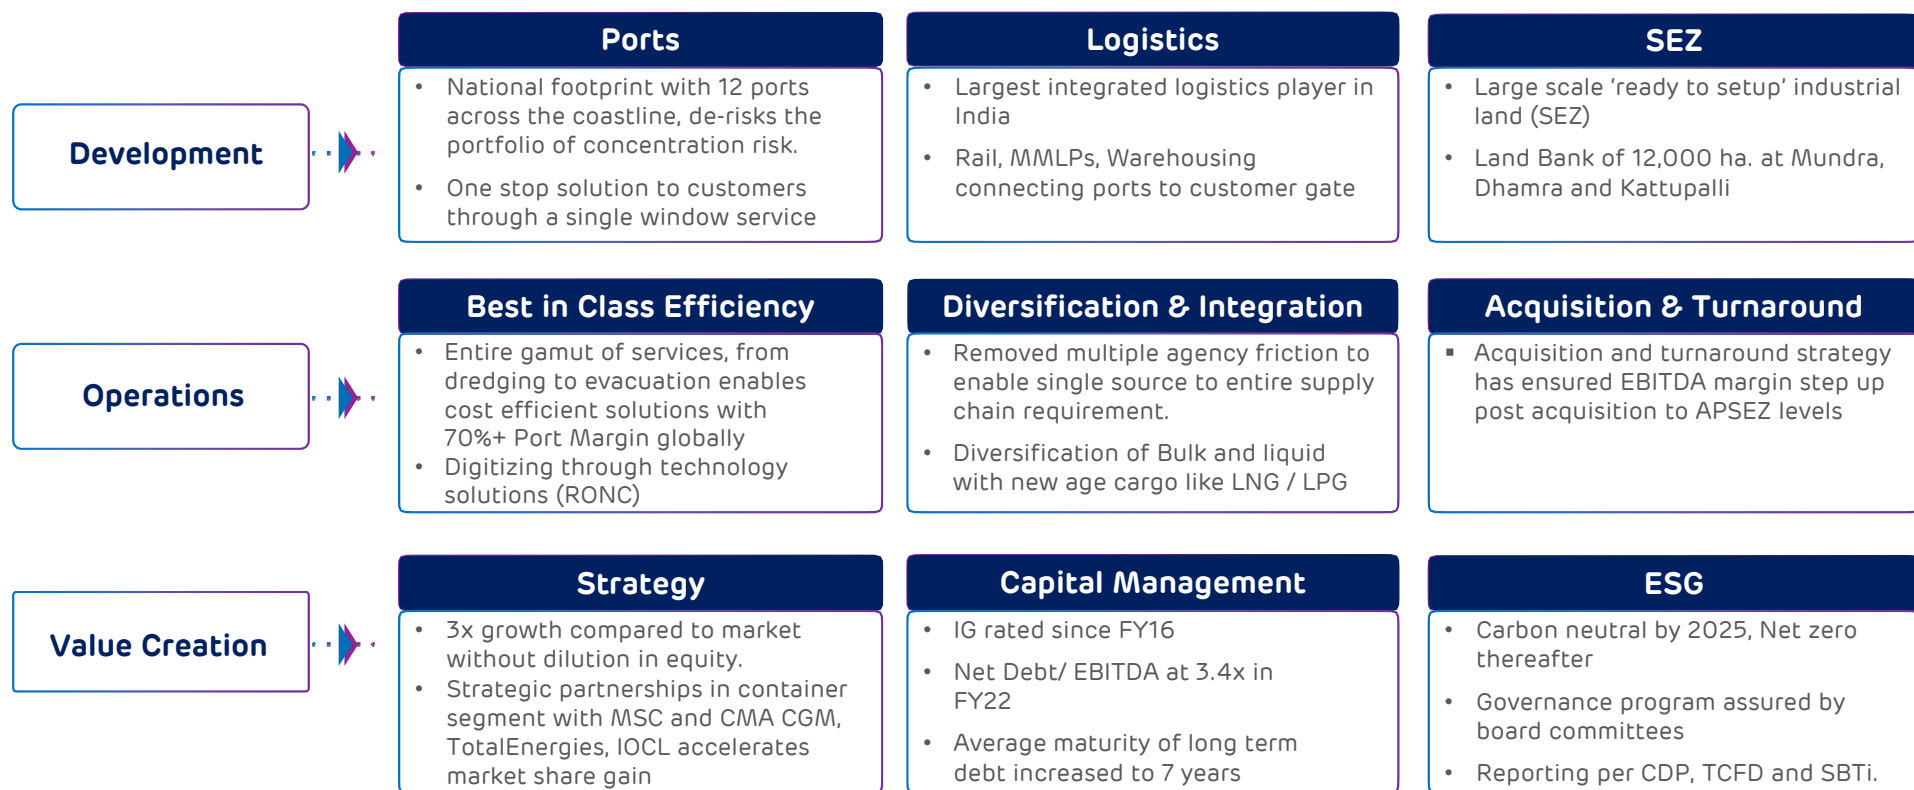 Development
Ports
• National footprint with 12 ports
across the coastline, de-risks the
portfolio of concentration risk.
• One stop solution to customers
through a single window service
Logistics
• Largest integrated logistics player in
India
• Rail, MMLPs, Warehousing
connecting ports to customer gate
SEZ
• Large scale ‘ready to setup’ industrial
land (SEZ)
• Land Bank of 12,000 ha. at Mundra,
Dhamra and Kattupalli
Operations
Best in Class Efficiency
• Entire gamut of services, from
dredging to evacuation enables
cost efficient solutions with
70%+ Port Margin globally
• Digitizing through technology
solutions (RONC)
Diversification & Integration
• Removed multiple agency friction to
enable single source to entire supply
chain requirement.
• Diversification of Bulk and liquid
with new age cargo like LNG / LPG
Acquisition & Turnaround
▪ Acquisition and turnaround strategy
has ensured EBITDA margin step up
post acquisition to APSEZ levels
Value Creation
Strategy
• 3x growth compared to market
without dilution in equity.
• Strategic partnerships in container
segment with MSC and CMA CGM,
TotalEnergies, IOCL accelerates
market share gain
Capital Management
• IG rated since FY16
• Net Debt/ EBITDA at 3.4x in
FY22
• Average maturity of long term
debt increased to 7 years
ESG
• Carbon neutral by 2025, Net zero
thereafter
• Governance program assured by
board committees
• Reporting per CDP, TCFD and SBTi.